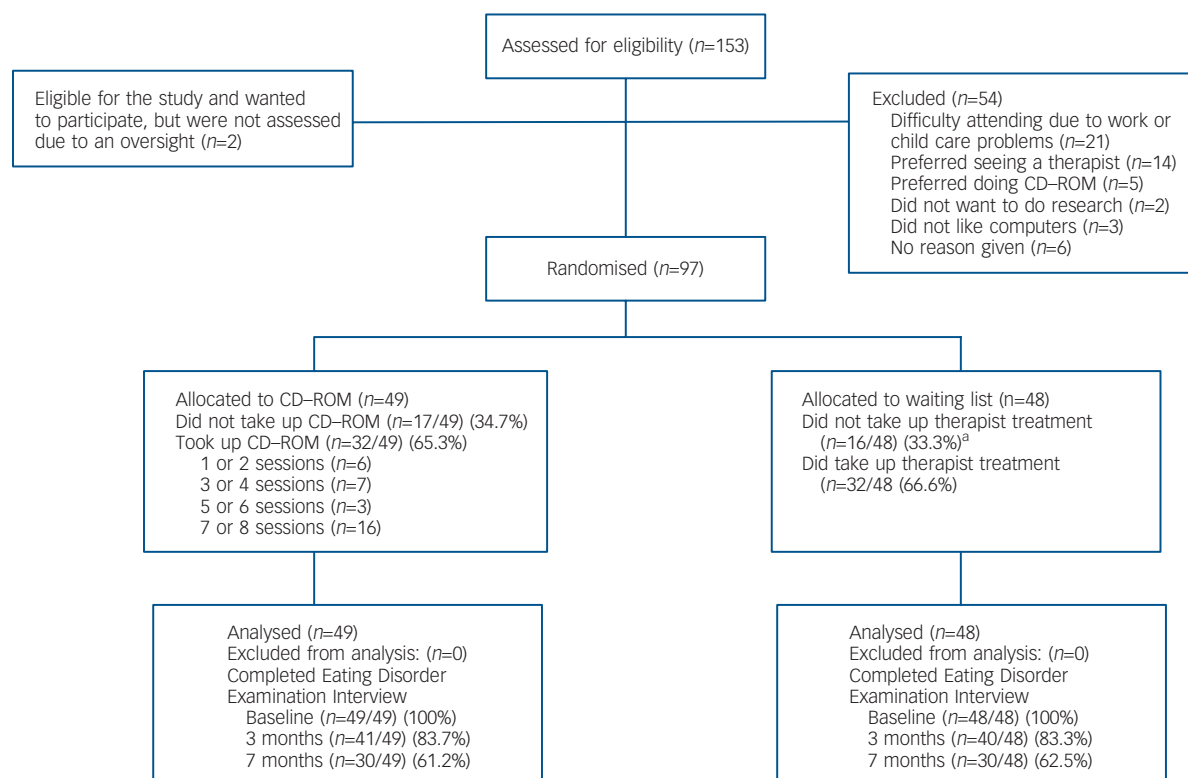 Assessed for eligibility (n=153)
Eligible for the study and wanted
to participate, but were not assessed
due to an oversight (n=2)
Excluded (n=54)
Difficulty attending due to work or
child care problems (n=21)
Preferred seeing a therapist (n=14)
Preferred doing CD–ROM (n=5)
Did not want to do research (n=2)
Did not like computers (n=3)
No reason given (n=6)
Randomised (n=97)
Allocated to CD–ROM (n=49)
Did not take up CD–ROM (n=17/49) (34.7%)
Took up CD–ROM (n=32/49) (65.3%)
1 or 2 sessions (n=6)
3 or 4 sessions (n=7)
5 or 6 sessions (n=3)
7 or 8 sessions (n=16)
Allocated to waiting list (n=48)
Did not take up therapist treatment
(n=16/48) (33.3%)a
Did take up therapist treatment
(n=32/48 (66.6%)
Analysed (n=49)
Excluded from analysis: (n=0)
Completed Eating Disorder
Examination Interview
Baseline (n=49/49) (100%)
3 months (n=41/49) (83.7%)
7 months (n=30/49) (61.2%)
Analysed (n=48)
Excluded from analysis: (n=0)
Completed Eating Disorder
Examination Interview
Baseline (n=48/48) (100%)
3 months (n=40/48) (83.3%)
7 months (n=30/48) (62.5%)